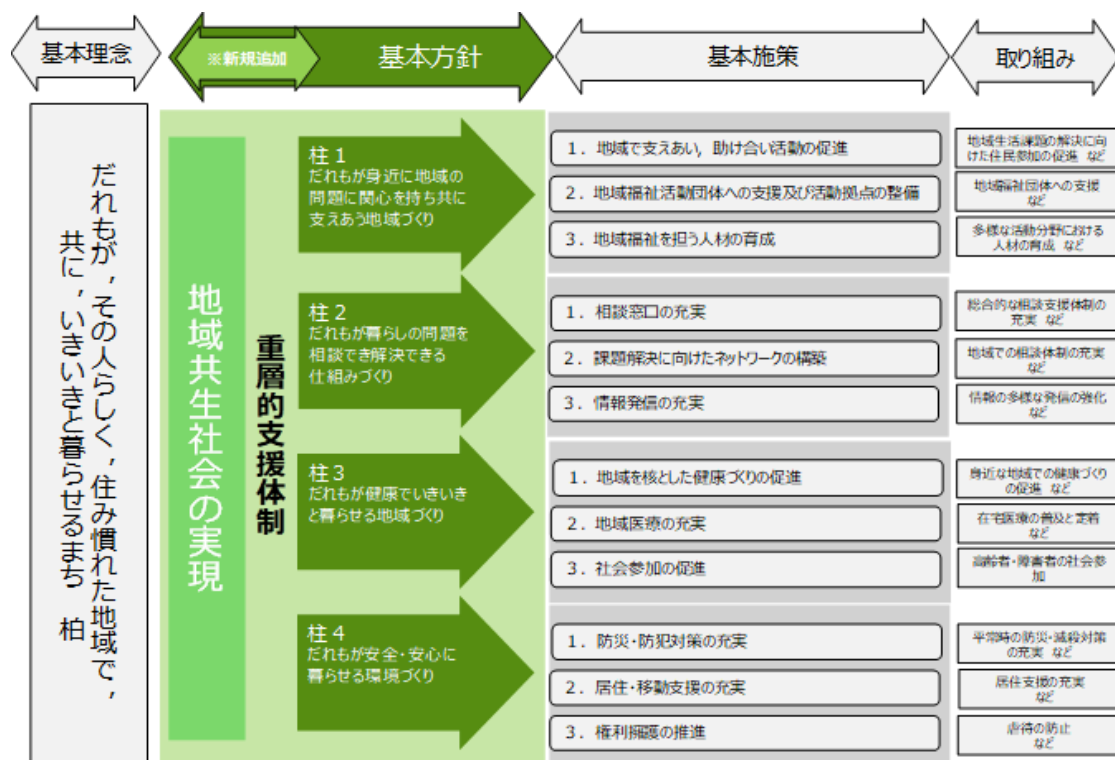 基本理念
※新規追加
基本方針
基本施策
取り組み
だれもが，その人らしく，住み慣れた地域で，
共に，いきいきと暮らせるまち　柏
地域共生社会の実現
重層的支援体制
柱１
だれもが身近に地域の
問題に関心を持ち共に
支えあう地域づくり
1．地域で支えあい，助け合い活動の促進
2．地域福祉活動団体への支援及び活動拠点の整備
3．地域福祉を担う人材の育成
地域生活課題の解決に向
けた住民参加の促進 など
地域福祉団体への支援
など
多様な活動分野における
人材の育成 など
柱２
だれもが暮らしの問題を
相談でき解決できる
仕組みづくり
1．相談窓口の充実
2．課題解決に向けたネットワークの構築
3．情報発信の充実
総合的な相談支援体制の
充実 など
地域での相談体制の充実
など
情報の多様な発信の強化
など
柱３
だれもが健康でいきいき
と暮らせる地域づくり
1．地域を核とした健康づくりの促進
2．地域医療の充実
3．社会参加の促進
身近な地域での健康づくり
の促進 など
在宅医療の普及と定着
など
高齢者・障害者の社会参
加
柱４
だれもが安全・安心に
暮らせる環境づくり
1．防災・防犯対策の充実
2．居住・移動支援の充実
3．権利擁護の推進
平常時の防災・減殺対策
の充実 など
居住支援の充実
など
虐待の防止
など